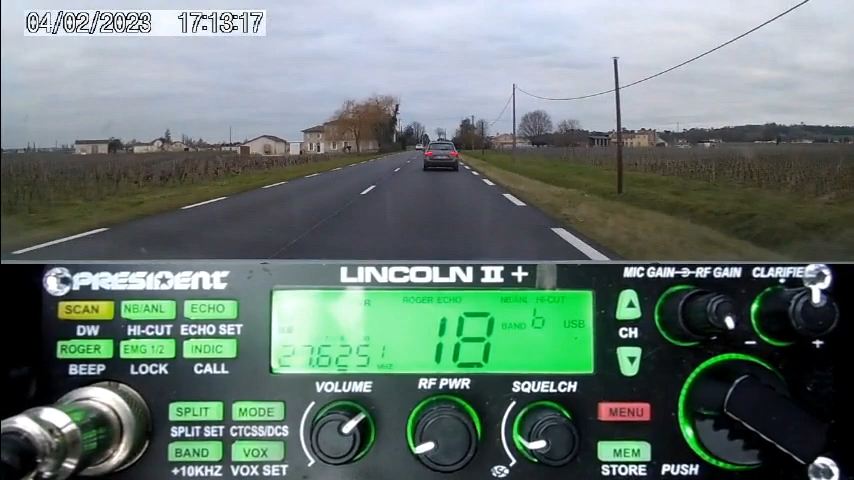 04/02/2023 17:13:17
PRESIDENT
LINCOLN II +
MIC GAIN RF GAIN CLARIFIER
SCAN NB/ANL ECHO
DW HI-CUT ECHO SET
ROGER EMG 1/2 INDIC
BEEP LOCK CALL
SPLIT MODE
SPLIT SET CTCSS/DCS
BAND VOX
+10KHZ VOX SET
ROGER ECHO NB/ANL HI-CUT
18 BAND b USB
27.6251 MHZ
VOLUME RF PWR SQUELCH
CH
- +
MENU
MEM
STORE PUSH